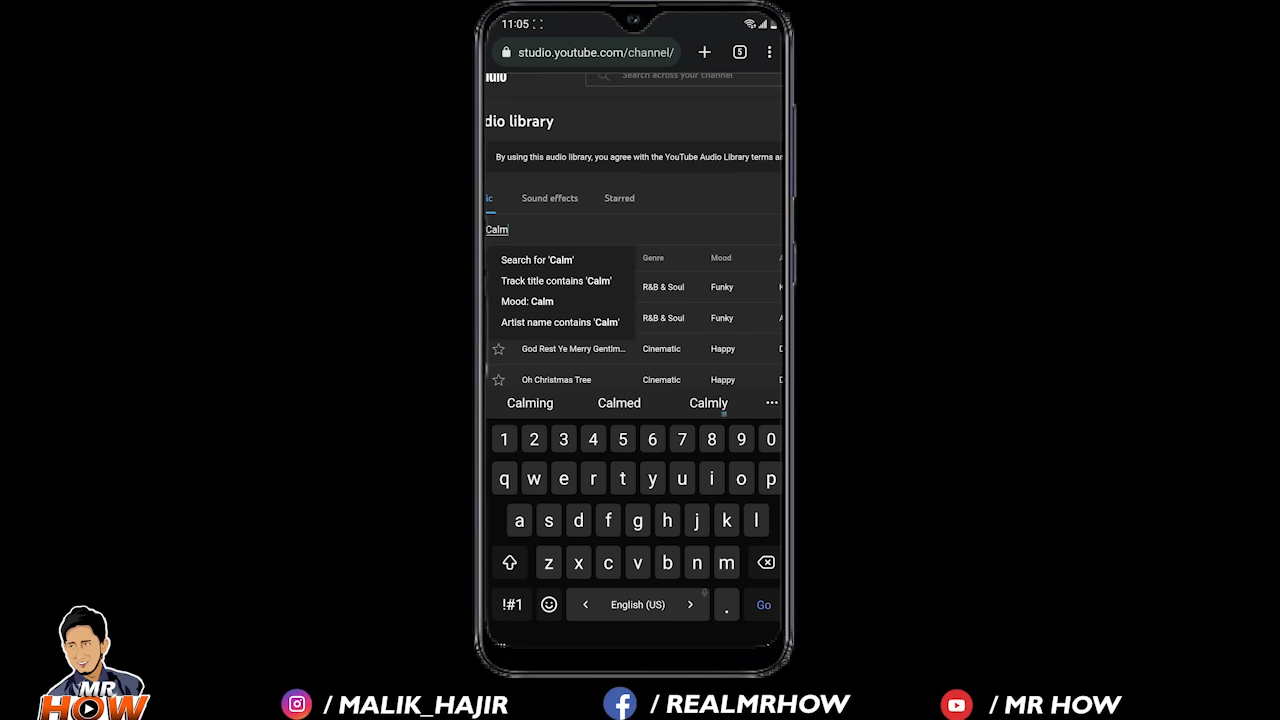 11:05
studio.youtube.com/channel/
5
Search across your channel
dio library
By using this audio library, you agree with the YouTube Audio Library terms
ic Sound effects Starred
Calm
Search for 'Calm'
Track title contains 'Calm'
Mood: Calm
Artist name contains 'Calm'
Genre Mood
R&B & Soul Funky
R&B & Soul Funky
God Rest Ye Merry Gentlm... Cinematic Happy
Oh Christmas Tree Cinematic Happy
Calming Calmed Calmly ...
1 2 3 4 5 6 7 8 9 0
q w e r t y u i o p
a s d f g h j k l
z x c v b n m
!#1 < English (US) > . Go
MR
HOW
/ MALIK_HAJIR
/ REALMRHOW
/ MR HOW